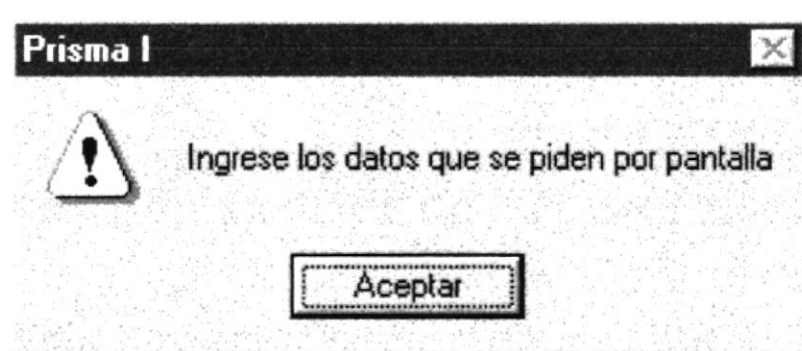 Prisma I
Ingrese los datos que se piden por pantalla
Aceptar